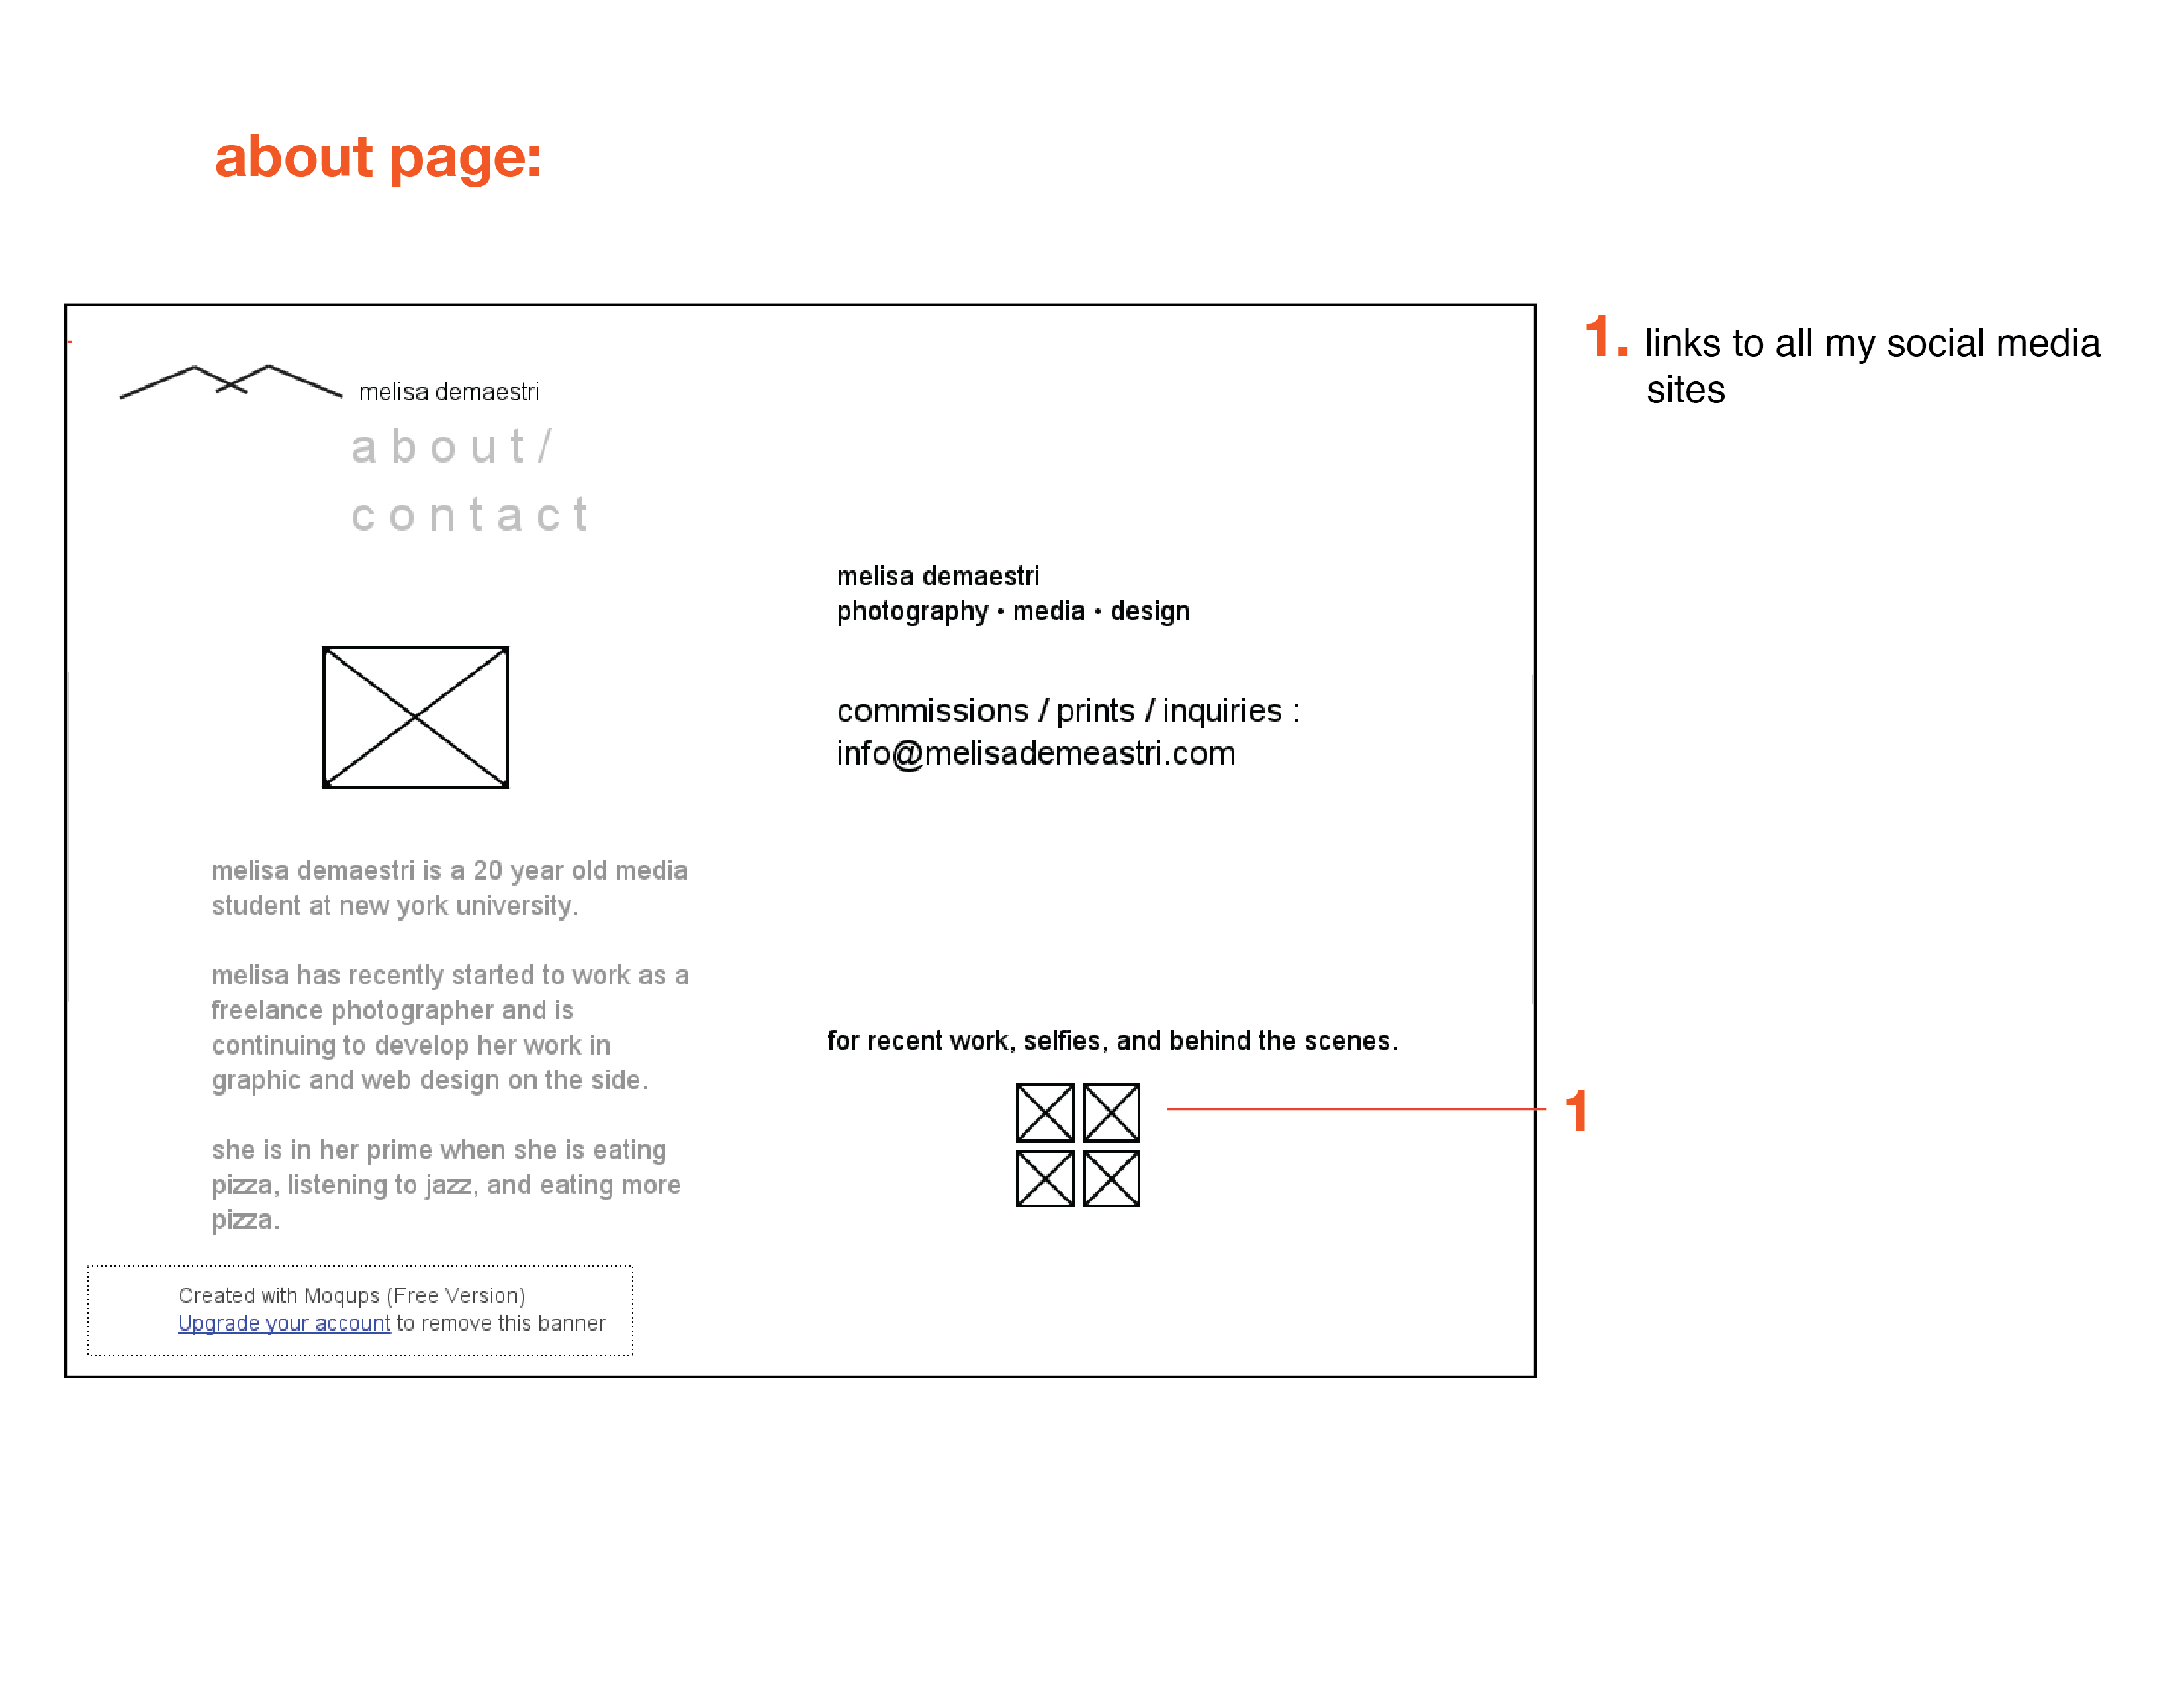 about page:
melisa demaestri
about/
contact
melisa demaestri is a 20 year old media
student at new york university.
melisa has recently started to work as a
freelance photographer and is
continuing to develop her work in
graphic and web design on the side.
she is in her prime when she is eating
pizza, listening to jazz, and eating more
pizza.
Created with Moqups (Free Version)
Upgrade your account to remove this banner
melisa demaestri
photography • media • design
commissions / prints / inquiries :
info@melisademeastri.com
for recent work, selfies, and behind the scenes.
1
1. links to all my social media
sites